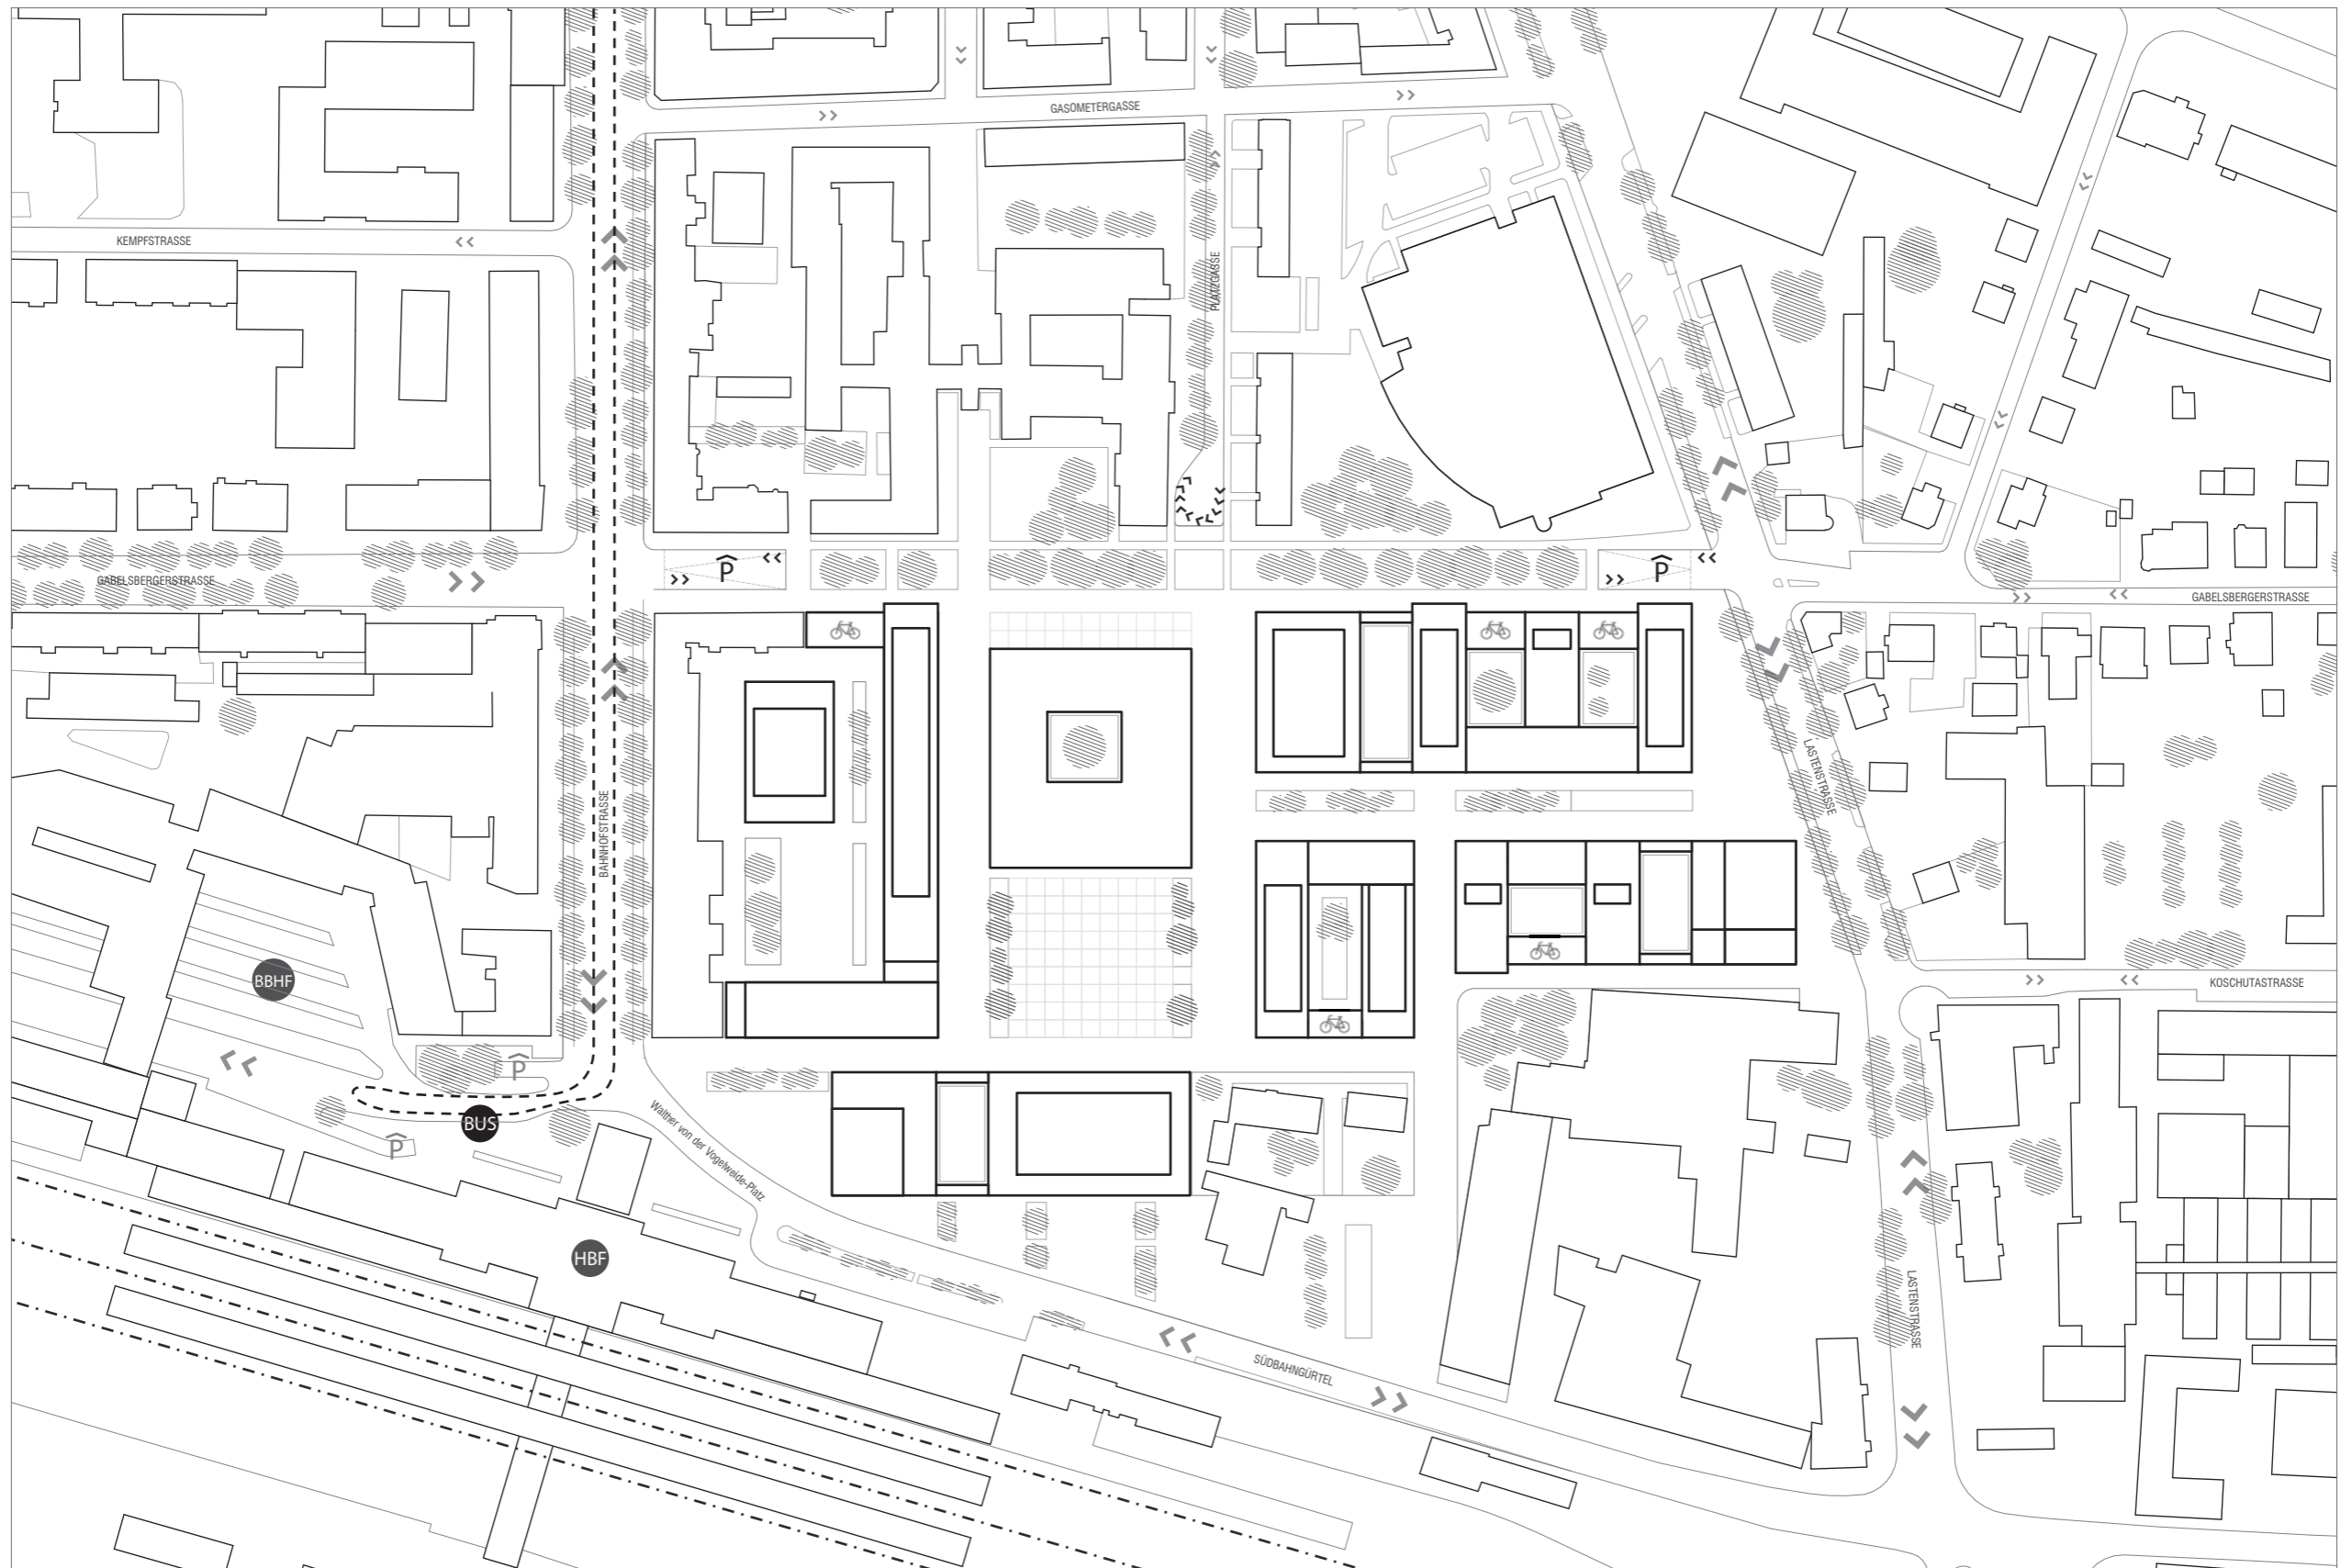 GASOMETERGASSE
KEMPFSTRASSE
PLATZGASSE
P
P
GABELSBERGERSTRASSE
GABELSBERGERSTRASSE
LASTENSTRASSE
BAHNHOFSTRASSE
BBHF
KOSCHUTASTRASSE
P
BUS
Walther von der Vogelweide-Platz
P
HBF
LASTENSTRASSE
SÜDBAHNGÜRTEL